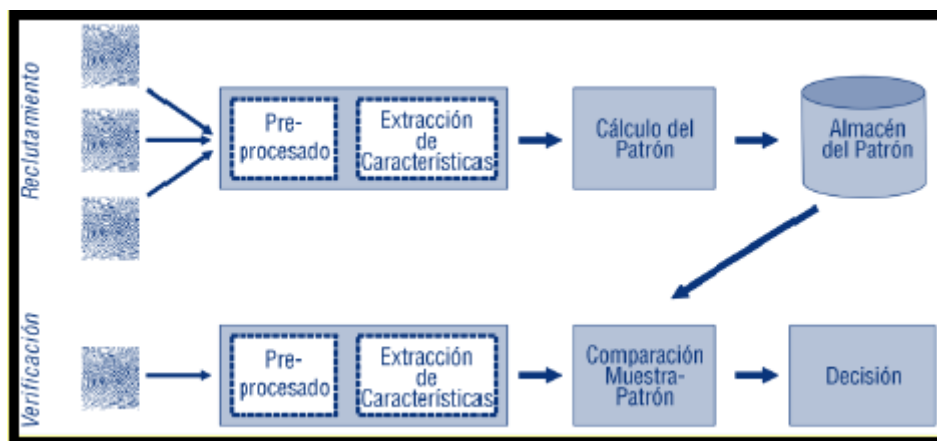 Reclutamiento
Pre-
procesado
Extracción
de
Características
Cálculo del
Patrón
Almacén
del Patrón
Verificación
Pre-
procesado
Extracción
de
Características
Comparación
Muestra-
Patrón
Decisión